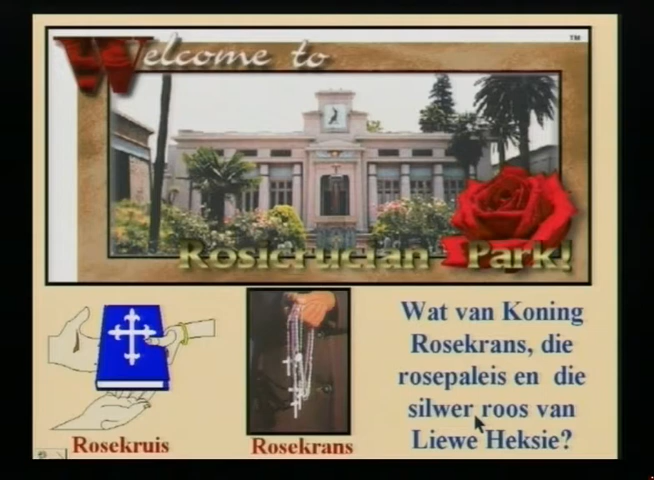 Welcome to
TM
Rosicrucian Park!
Rosekruis
Rosekrans
Wat van Koning
Rosekrans, die
rosepaleis en die
silwer roos van
Liewe Heksie?